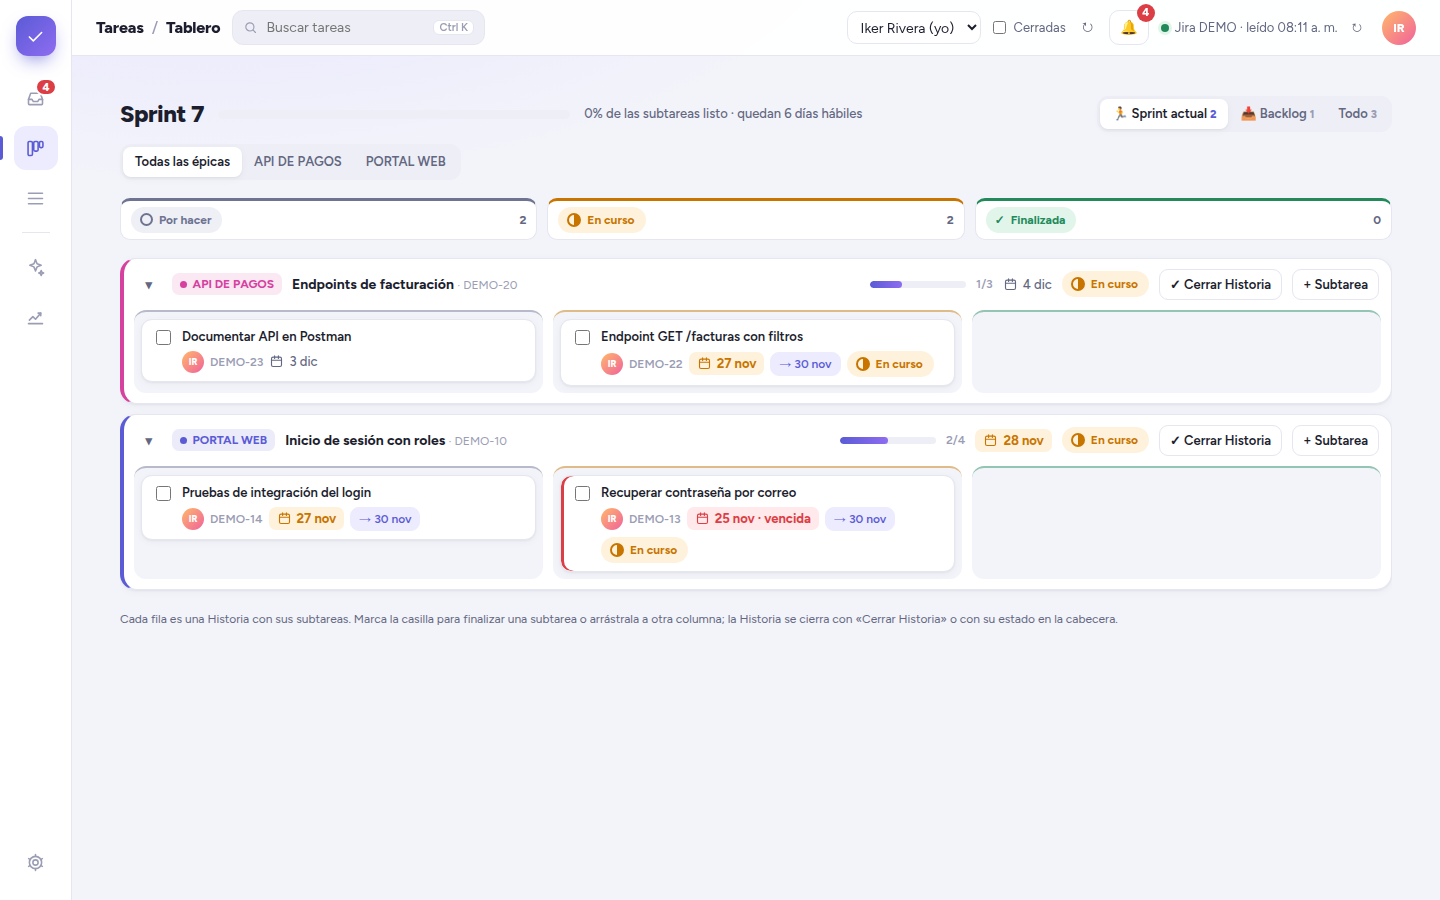 Tareas / Tablero
Buscar tareas
Ctrl K
Iker Rivera (yo)
Cerradas
4
Jira DEMO · leído 08:11 a. m.
IR
4
Sprint 7
0% de las subtareas listo · quedan 6 días hábiles
Sprint actual 2
Backlog 1
Todo 3
Todas las épicas
API DE PAGOS
PORTAL WEB
Por hacer
2
En curso
2
✓ Finalizada
0
API DE PAGOS
Endpoints de facturación · DEMO-20
1/3
4 dic
En curso
✓ Cerrar Historia
+ Subtarea
Documentar API en Postman
IR DEMO-23 3 dic
Endpoint GET /facturas con filtros
IR DEMO-22 27 nov → 30 nov En curso
PORTAL WEB
Inicio de sesión con roles · DEMO-10
2/4
28 nov
En curso
✓ Cerrar Historia
+ Subtarea
Pruebas de integración del login
IR DEMO-14 27 nov → 30 nov
Recuperar contraseña por correo
IR DEMO-13 25 nov · vencida → 30 nov
En curso
Cada fila es una Historia con sus subtareas. Marca la casilla para finalizar una subtarea o arrástrala a otra columna; la Historia se cierra con «Cerrar Historia» o con su estado en la cabecera.